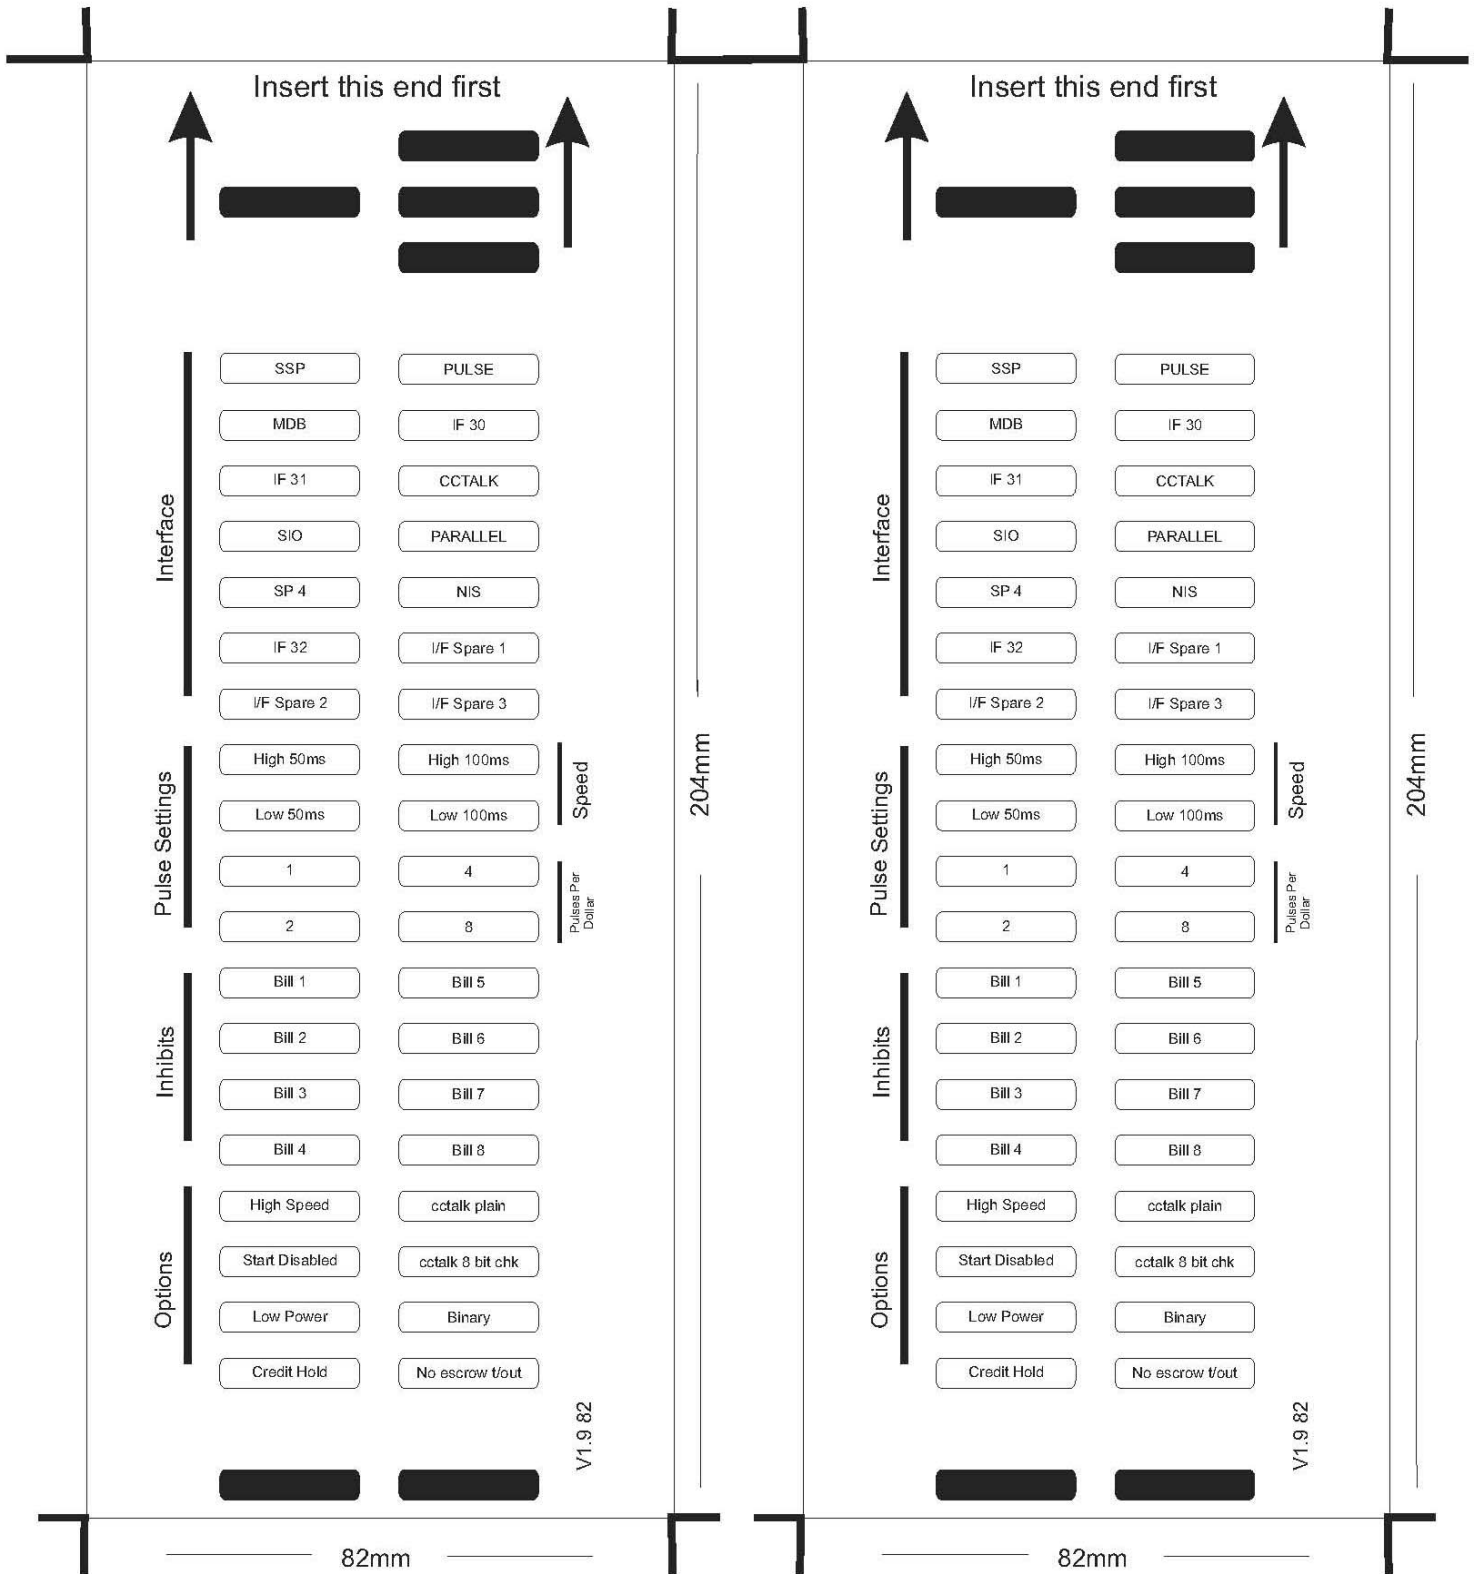 Insert this end first
Interface
SSP PULSE
MDB IF 30
IF 31 CCTALK
SIO PARALLEL
SP 4 NIS
IF 32 I/F Spare 1
I/F Spare 2 I/F Spare 3
Pulse Settings
High 50ms High 100ms
Low 50ms Low 100ms
Speed
1 4
2 8
Pulses Per
Dollar
Inhibits
Bill 1 Bill 5
Bill 2 Bill 6
Bill 3 Bill 7
Bill 4 Bill 8
Options
High Speed cctalk plain
Start Disabled cctalk 8 bit chk
Low Power Binary
Credit Hold No escrow t/out
V1.9 82
204mm
82mm
Insert this end first
Interface
SSP PULSE
MDB IF 30
IF 31 CCTALK
SIO PARALLEL
SP 4 NIS
IF 32 I/F Spare 1
I/F Spare 2 I/F Spare 3
Pulse Settings
High 50ms High 100ms
Low 50ms Low 100ms
Speed
1 4
2 8
Pulses Per
Dollar
Inhibits
Bill 1 Bill 5
Bill 2 Bill 6
Bill 3 Bill 7
Bill 4 Bill 8
Options
High Speed cctalk plain
Start Disabled cctalk 8 bit chk
Low Power Binary
Credit Hold No escrow t/out
V1.9 82
204mm
82mm